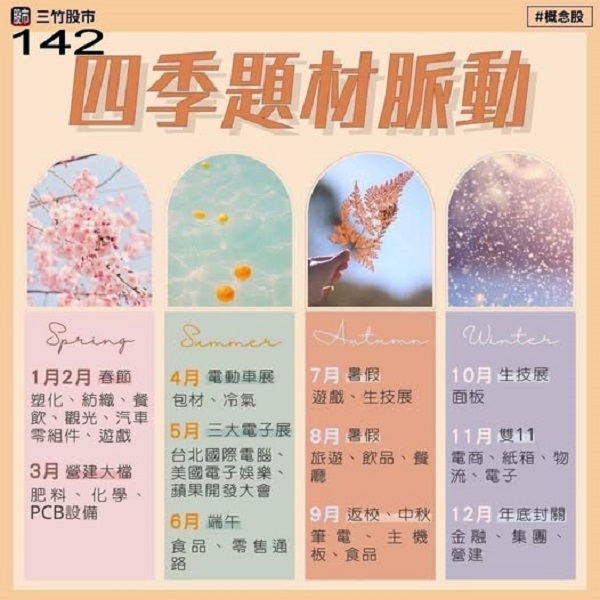 股市 三竹股市
#概念股
142
四季題材脈動
Spring
1月2月 春節
塑化、紡織、餐
飲、觀光、汽車
零組件、遊戲
3月 營建大檔
肥料、化學、
PCB設備
Summer
4月 電動車展
包材、冷氣
5月 三大電子展
台北國際電腦、
美國電子娛樂、
蘋果開發大會
6月 端午
食品、零售通
路
Autumn
7月 暑假
遊戲、生技展
8月 暑假
旅遊、飲品、餐
廳
9月 返校、中秋
筆電、主機
板、食品
Winter
10月 生技展
面板
11月 雙11
電商、紙箱、物
流、電子
12月 年底封關
金融、集團、
營建